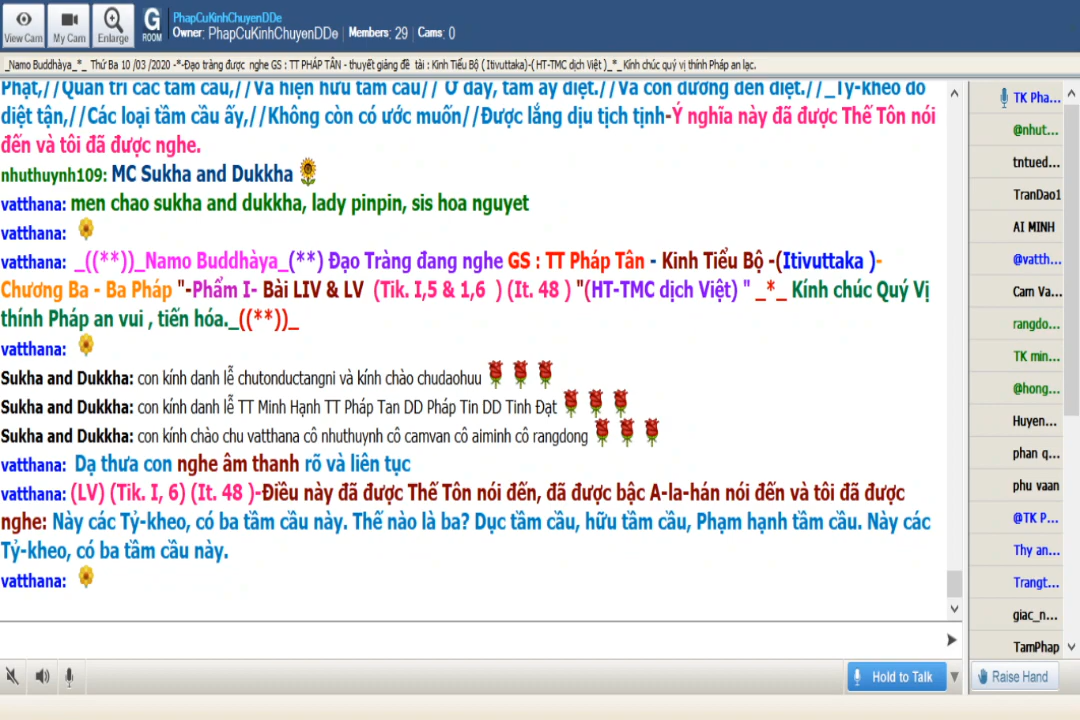 PhapCuKinhChuyenDDe
Owner: PhapCuKinhChuyenDDe Members: 29 Cams: 0
View Cam My Cam Enlarge G ROOM
_Namo Buddhàya_*_ Thứ Ba 10 /03 /2020 -*-Đạo tràng được nghe GS : TT PHÁP TÂN - thuyết giảng đề tài : Kinh Tiểu Bộ ( Itivuttaka)-( HT-TMC dịch Việt )_*_Kính chúc quý vị thính Pháp an lạc.
Phật,//Quán tri các tầm cầu,//Và hiện hữu tầm cầu// Ở đây, tầm ấy diệt.//Và con đường đến diệt.//_Tỷ-kheo do
diệt tận,//Các loại tầm cầu ấy,//Không còn có ước muốn//Được lắng dịu tịch tịnh-Ý nghĩa này đã được Thế Tôn nói
đến và tôi đã được nghe.
nhuthuynh109: MC Sukha and Dukkha
vatthana: men chao sukha and dukkha, lady pinpin, sis hoa nguyet
vatthana:
vatthana: _((**))_Namo Buddhàya_(**) Đạo Tràng đang nghe GS : TT Pháp Tân - Kinh Tiểu Bộ -(Itivuttaka )-
Chương Ba - Ba Pháp "-Phẩm I- Bài LIV & LV (Tik. I,5 & 1,6 ) (It. 48 ) "(HT-TMC dịch Việt) " _*_ Kính chúc Quý Vị
thính Pháp an vui , tiến hóa._((**))_
vatthana:
Sukha and Dukkha: con kính danh lễ chutonductangni và kính chào chudaohuu
Sukha and Dukkha: con kính danh lễ TT Minh Hạnh TT Pháp Tan DD Pháp Tin DD Tinh Đạt
Sukha and Dukkha: con kính chào chu vatthana cô nhuthuynh cô camvan cô aiminh cô rangdong
vatthana: Dạ thưa con nghe âm thanh rõ và liên tục
vatthana: (LV) (Tik. I, 6) (It. 48 )-Điều này đã được Thế Tôn nói đến, đã được bậc A-la-hán nói đến và tôi đã được
nghe: Này các Tỷ-kheo, có ba tầm cầu này. Thế nào là ba? Dục tầm cầu, hữu tầm cầu, Phạm hạnh tầm cầu. Này các
Tỷ-kheo, có ba tầm cầu này.
vatthana:
TK Pha...
@nhut...
tntued...
TranDao1
AI MINH
@vatth...
Cam Va...
rangdo...
TK min...
@hong...
Huyen...
phan q...
phu vaan
@TK P...
Thy an...
Trangt...
giac_n...
TamPhap
Hold to Talk
Raise Hand